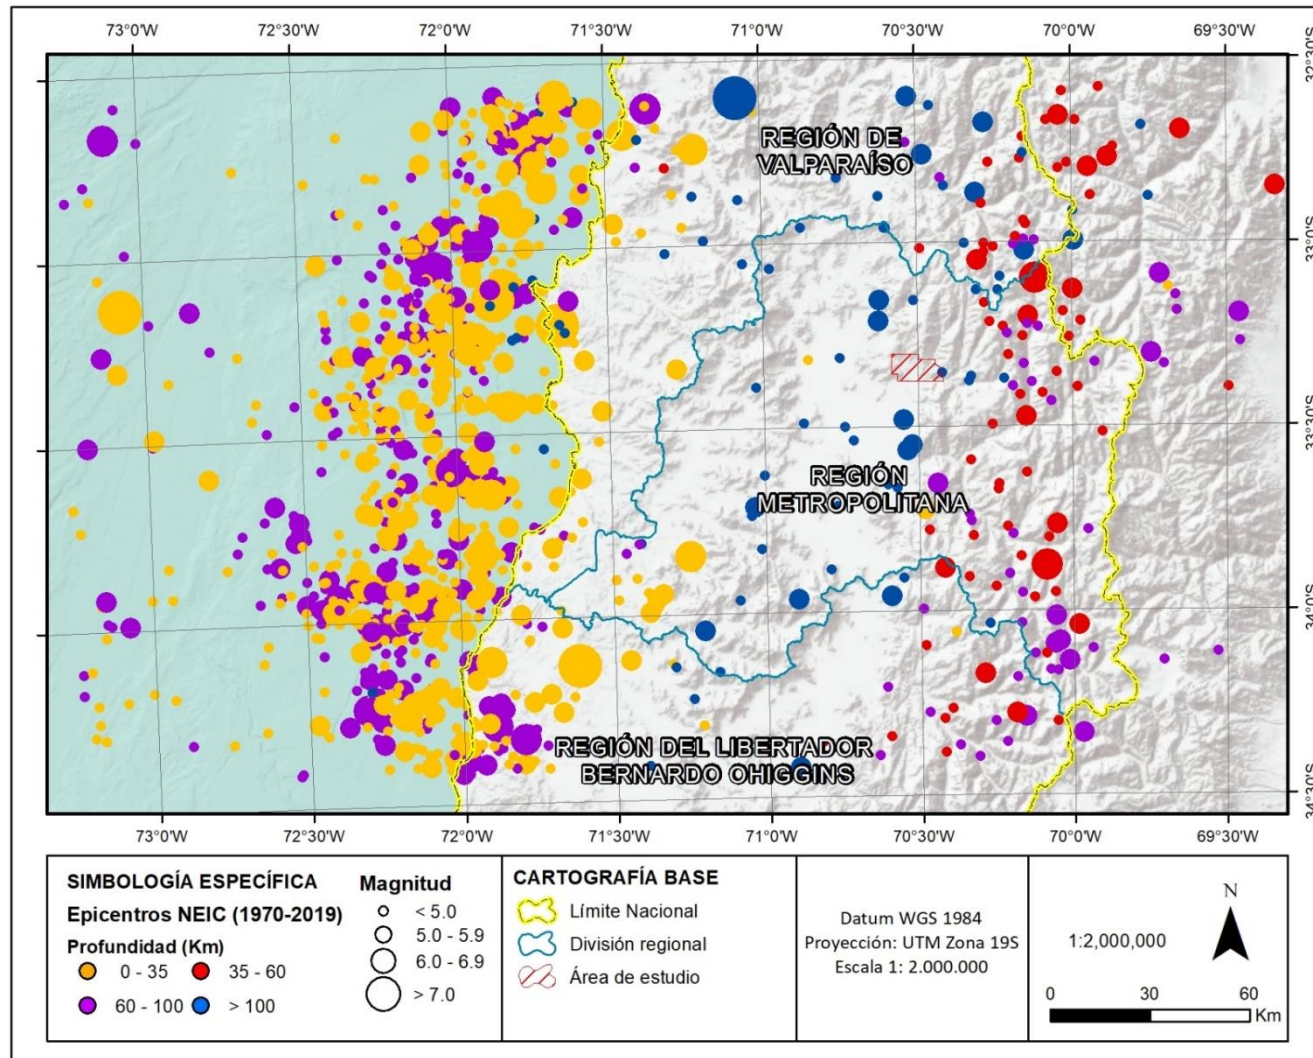 73°0'W 72°30'W 72°0'W 71°30'W 71°0'W 70°30'W 70°0'W 69°30'W
32°30'S
33°0'S
33°30'S
34°0'S
34°30'S
REGIÓN DE
VALPARAÍSO
REGIÓN
METROPOLITANA
REGIÓN DEL LIBERTADOR
BERNARDO OHIGGINS
73°0'W 72°30'W 72°0'W 71°30'W 71°0'W 70°30'W 70°0'W 69°30'W
SIMBOLOGÍA ESPECÍFICA
Epicentros NEIC (1970-2019)
Profundidad (Km)
0 - 35
35 - 60
60 - 100
> 100
Magnitud
< 5.0
5.0 - 5.9
6.0 - 6.9
> 7.0
CARTOGRAFÍA BASE
Límite Nacional
División regional
Área de estudio
Datum WGS 1984
Proyección: UTM Zona 19S
Escala 1: 2.000.000
1:2,000,000
N
0 30 60
Km